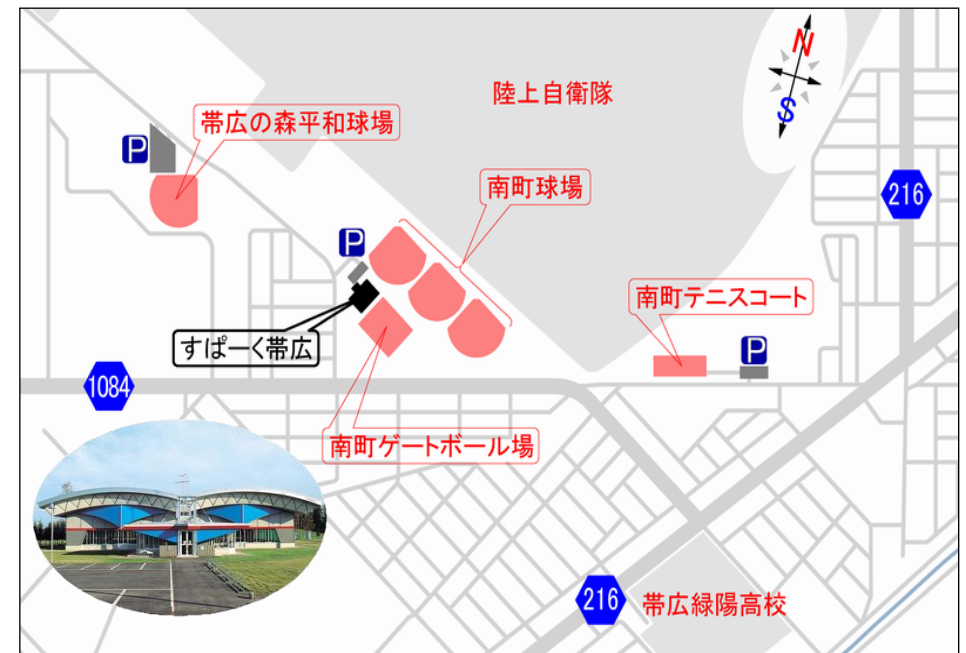 N
S
陸上自衛隊
帯広の森平和球場
P
南町球場
216
P
南町テニスコート
すぱーく帯広
P
1084
南町ゲートボール場
216
帯広緑陽高校